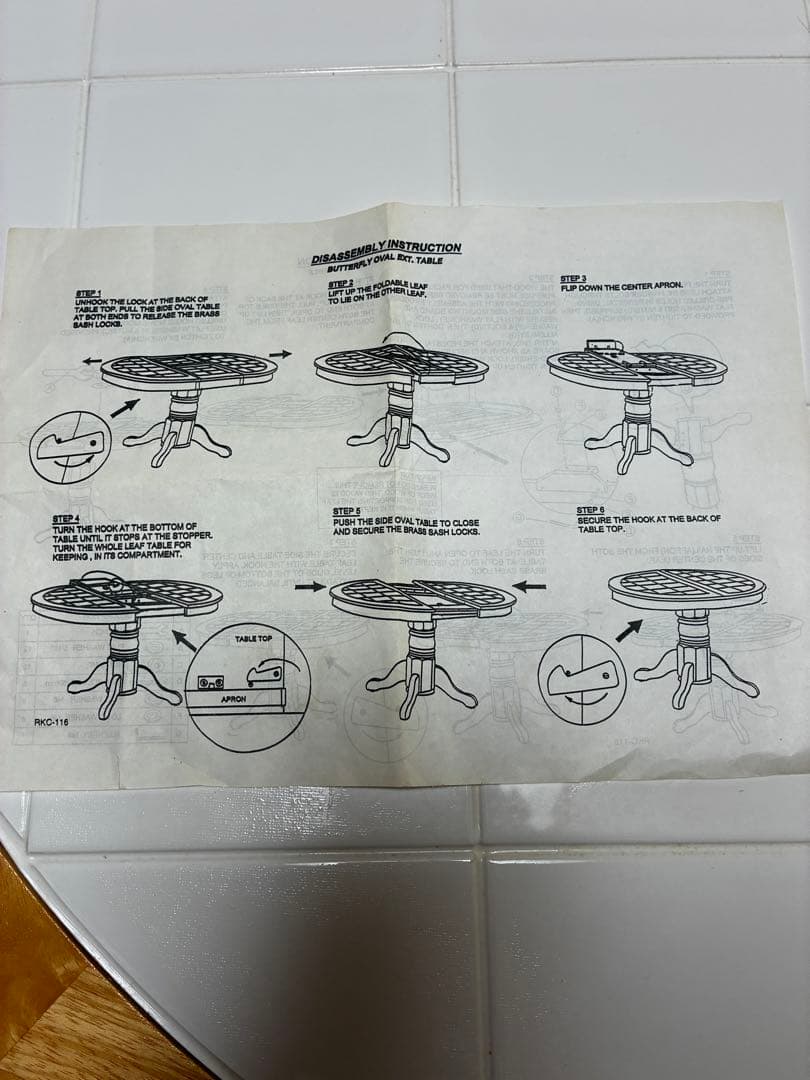 DISASSEMBLY INSTRUCTION
BUTTERFLY OVAL EXT. TABLE
STEP 1
UNHOOK THE LOOK AT THE BACK OF
TABLE TOP. PULL THE SIDE OVAL TABLE
AT BOTH ENDS TO RELEASE THE BRASS
SASH LOCKS.
STEP 2
LIFT UP THE FOLDABLE LEAF
TO LIE ON THE OTHER LEAF.
STEP 3
FLIP DOWN THE CENTER APRON.
STEP 4
TURN THE HOOK AT THE BOTTOM OF
TABLE UNTIL IT STOPS AT THE STOPPER.
TURN THE WHOLE LEAF TABLE FOR
KEEPING , IN ITS COMPARTMENT.
TABLE TOP
APRON
RKC-116
STEP 5
PUSH THE SIDE OVAL TABLE TO CLOSE
AND SECURE THE BRASS SASH LOCKS.
STEP 6
SECURE THE HOOK AT THE BACK OF
TABLE TOP.